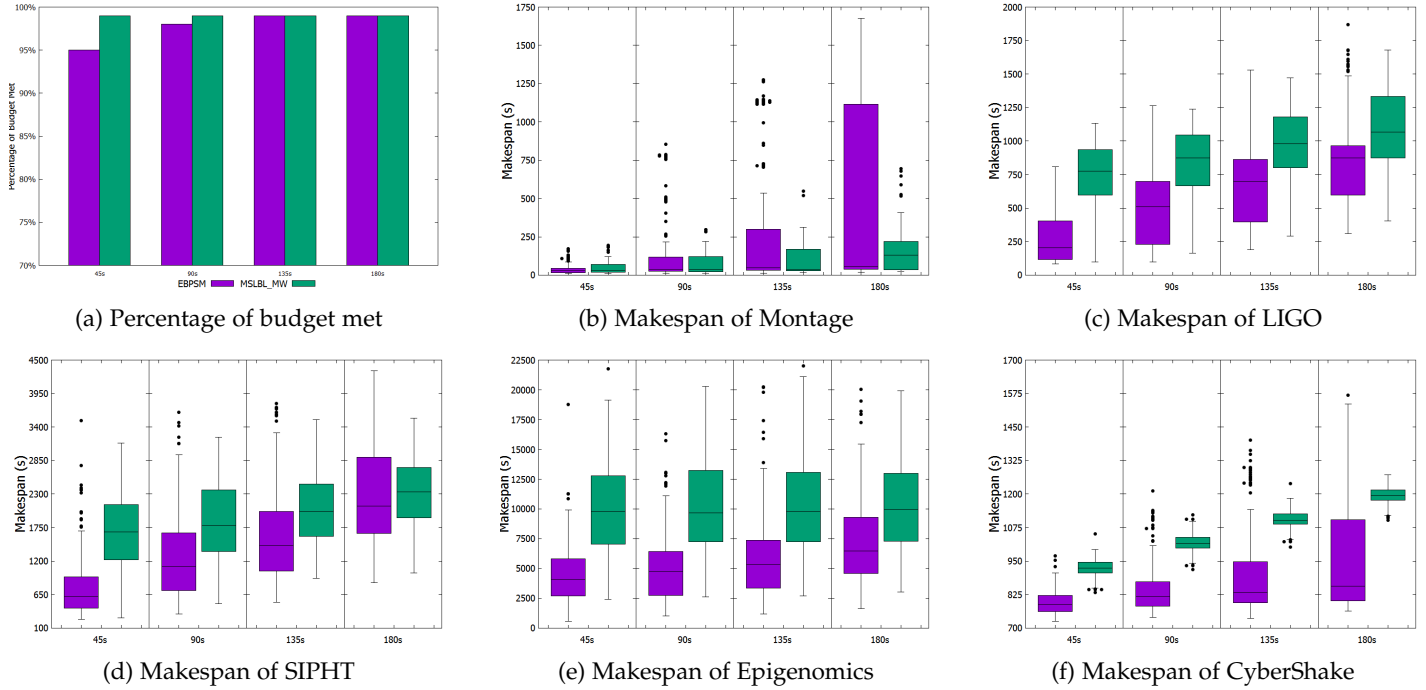 100%
95%
90%
85%
80%
75%
70%
Percentage of Budget Met
45s 90s 135s 180s
EBPSM MSLBL_MW
(a) Percentage of budget met
1750
1500
1250
1000
750
500
250
0
Makespan (s)
45s 90s 135s 180s
(b) Makespan of Montage
2000
1750
1500
1250
1000
750
500
250
0
Makespan (s)
45s 90s 135s 180s
(c) Makespan of LIGO
4500
3950
3400
2850
2300
1750
1200
650
100
Makespan (s)
45s 90s 135s 180s
(d) Makespan of SIPHT
22500
20000
17500
15000
12500
10000
7500
5000
2500
0
Makespan (s)
45s 90s 135s 180s
(e) Makespan of Epigenomics
1700
1575
1450
1325
1200
1075
950
825
700
Makespan (s)
45s 90s 135s 180s
(f) Makespan of CyberShake